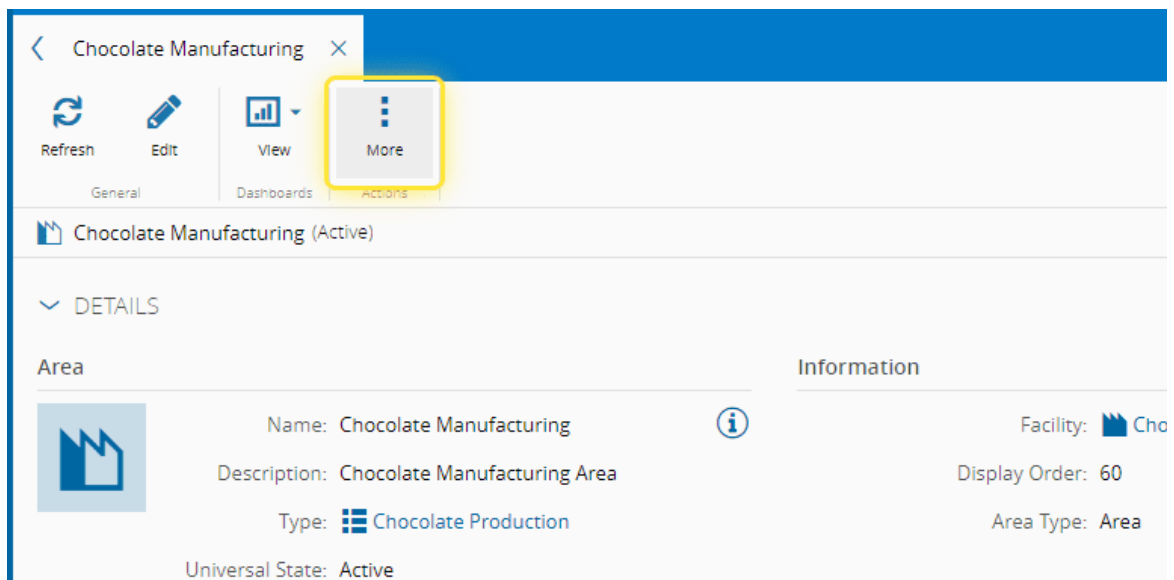 Chocolate Manufacturing
Refresh Edit View More
General Dashboards Actions
Chocolate Manufacturing (Active)
DETAILS
Area Information
Name: Chocolate Manufacturing Facility: Cho
Description: Chocolate Manufacturing Area Display Order: 60
Type: Chocolate Production Area Type: Area
Universal State: Active